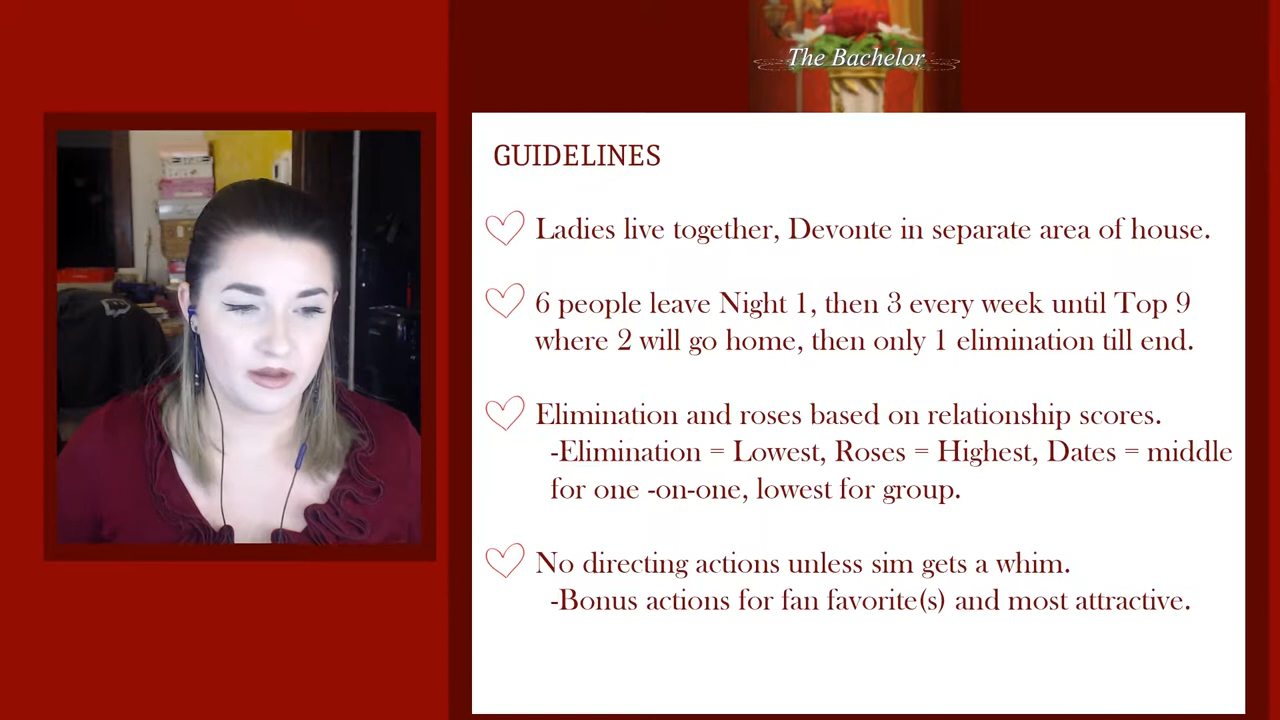 The Bachelor
GUIDELINES
Ladies live together, Devonte in separate area of house.
6 people leave Night 1, then 3 every week until Top 9
where 2 will go home, then only 1 elimination till end.
Elimination and roses based on relationship scores.
-Elimination = Lowest, Roses = Highest, Dates = middle
for one -on-one, lowest for group.
No directing actions unless sim gets a whim.
-Bonus actions for fan favorite(s) and most attractive.